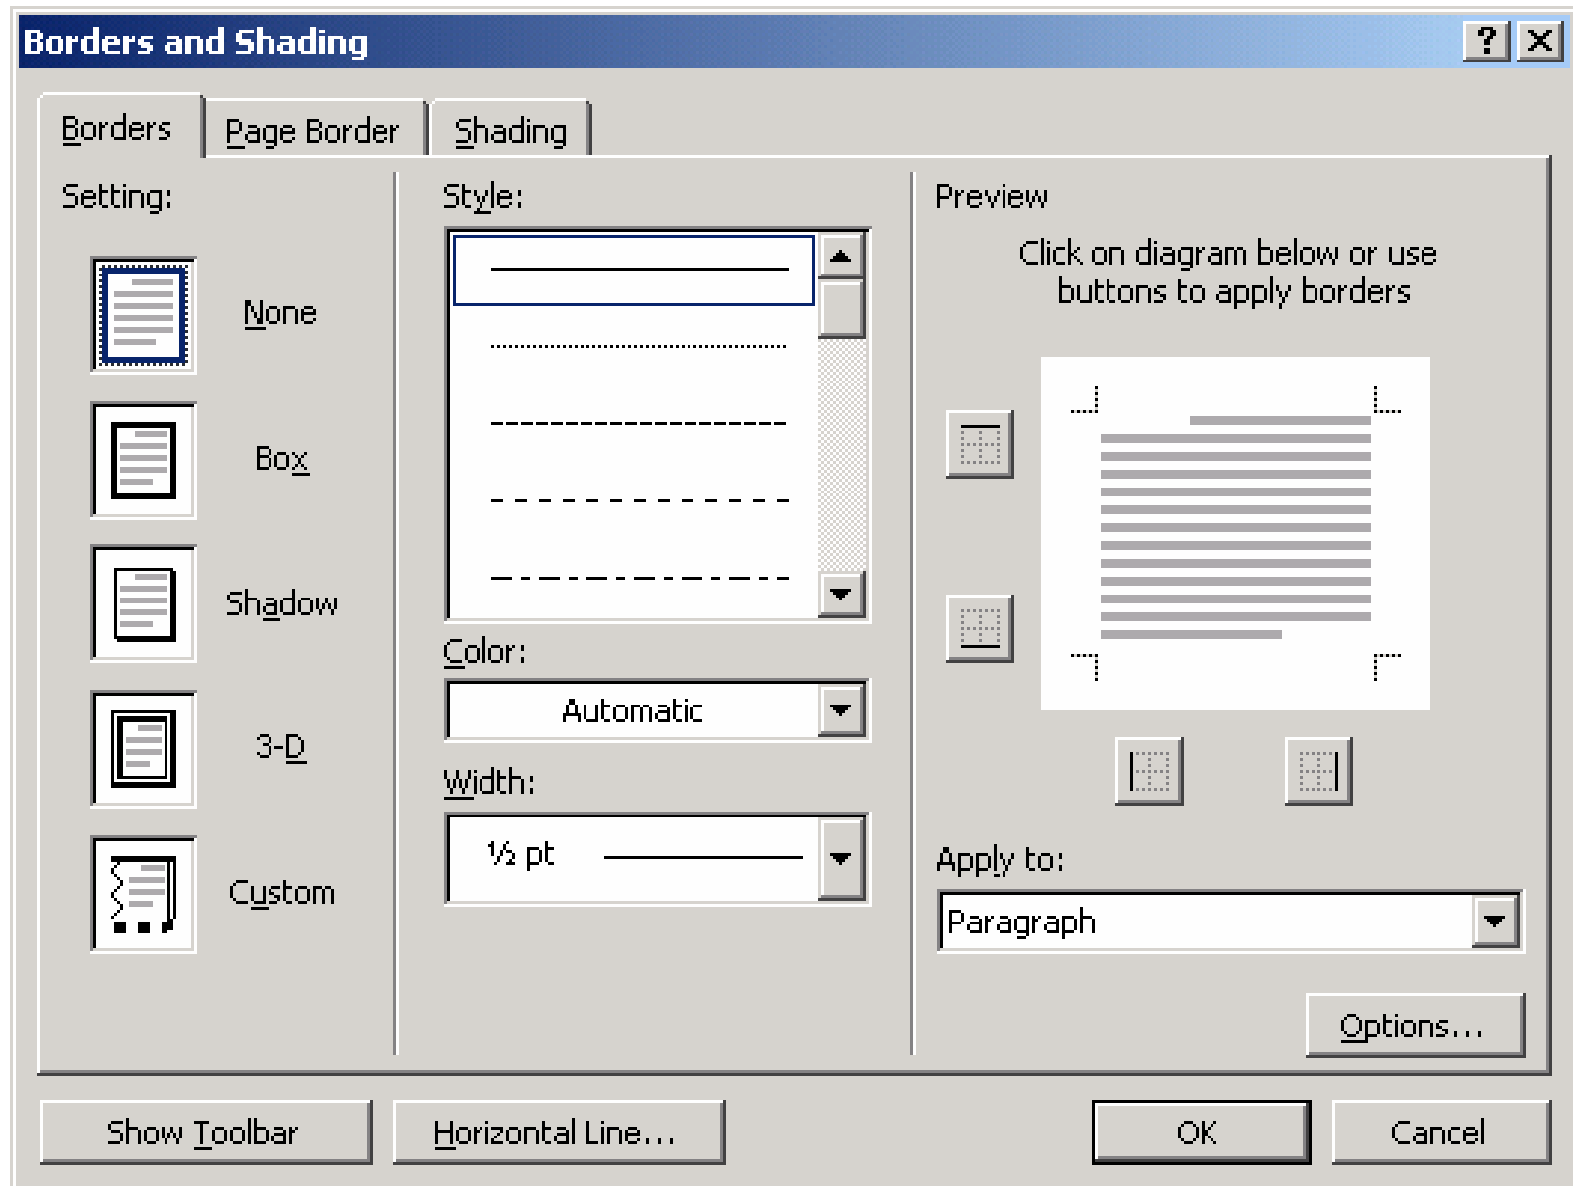 Borders and Shading
Borders
Page Border
Shading
Setting:
None
Box
Shadow
3-D
Custom
Style:
Color:
Automatic
Width:
½ pt
Preview
Click on diagram below or use
buttons to apply borders
Apply to:
Paragraph
Options...
Show Toolbar
Horizontal Line...
OK
Cancel